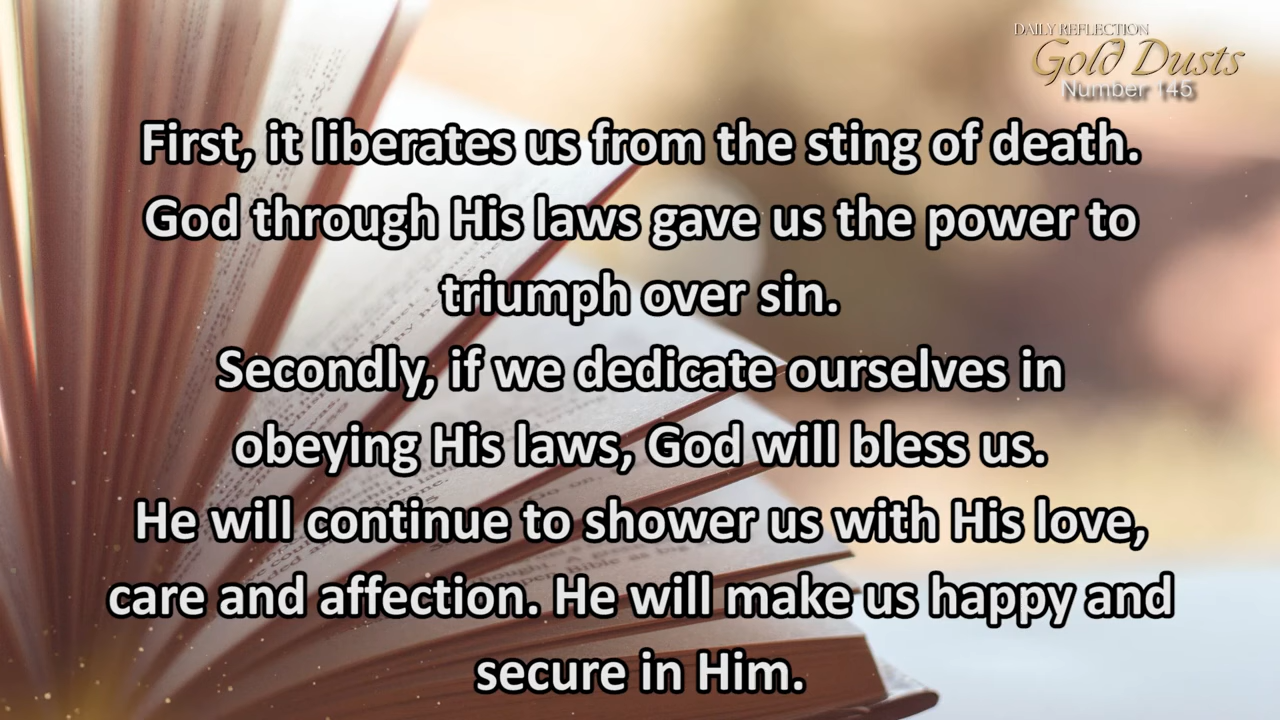 DAILY REFLECTION
Gold Dusts
Number 145
First, it liberates us from the sting of death.
God through His laws gave us the power to
triumph over sin.
Secondly, if we dedicate ourselves in
obeying His laws, God will bless us.
He will continue to shower us with His love,
care and affection. He will make us happy and
secure in Him.